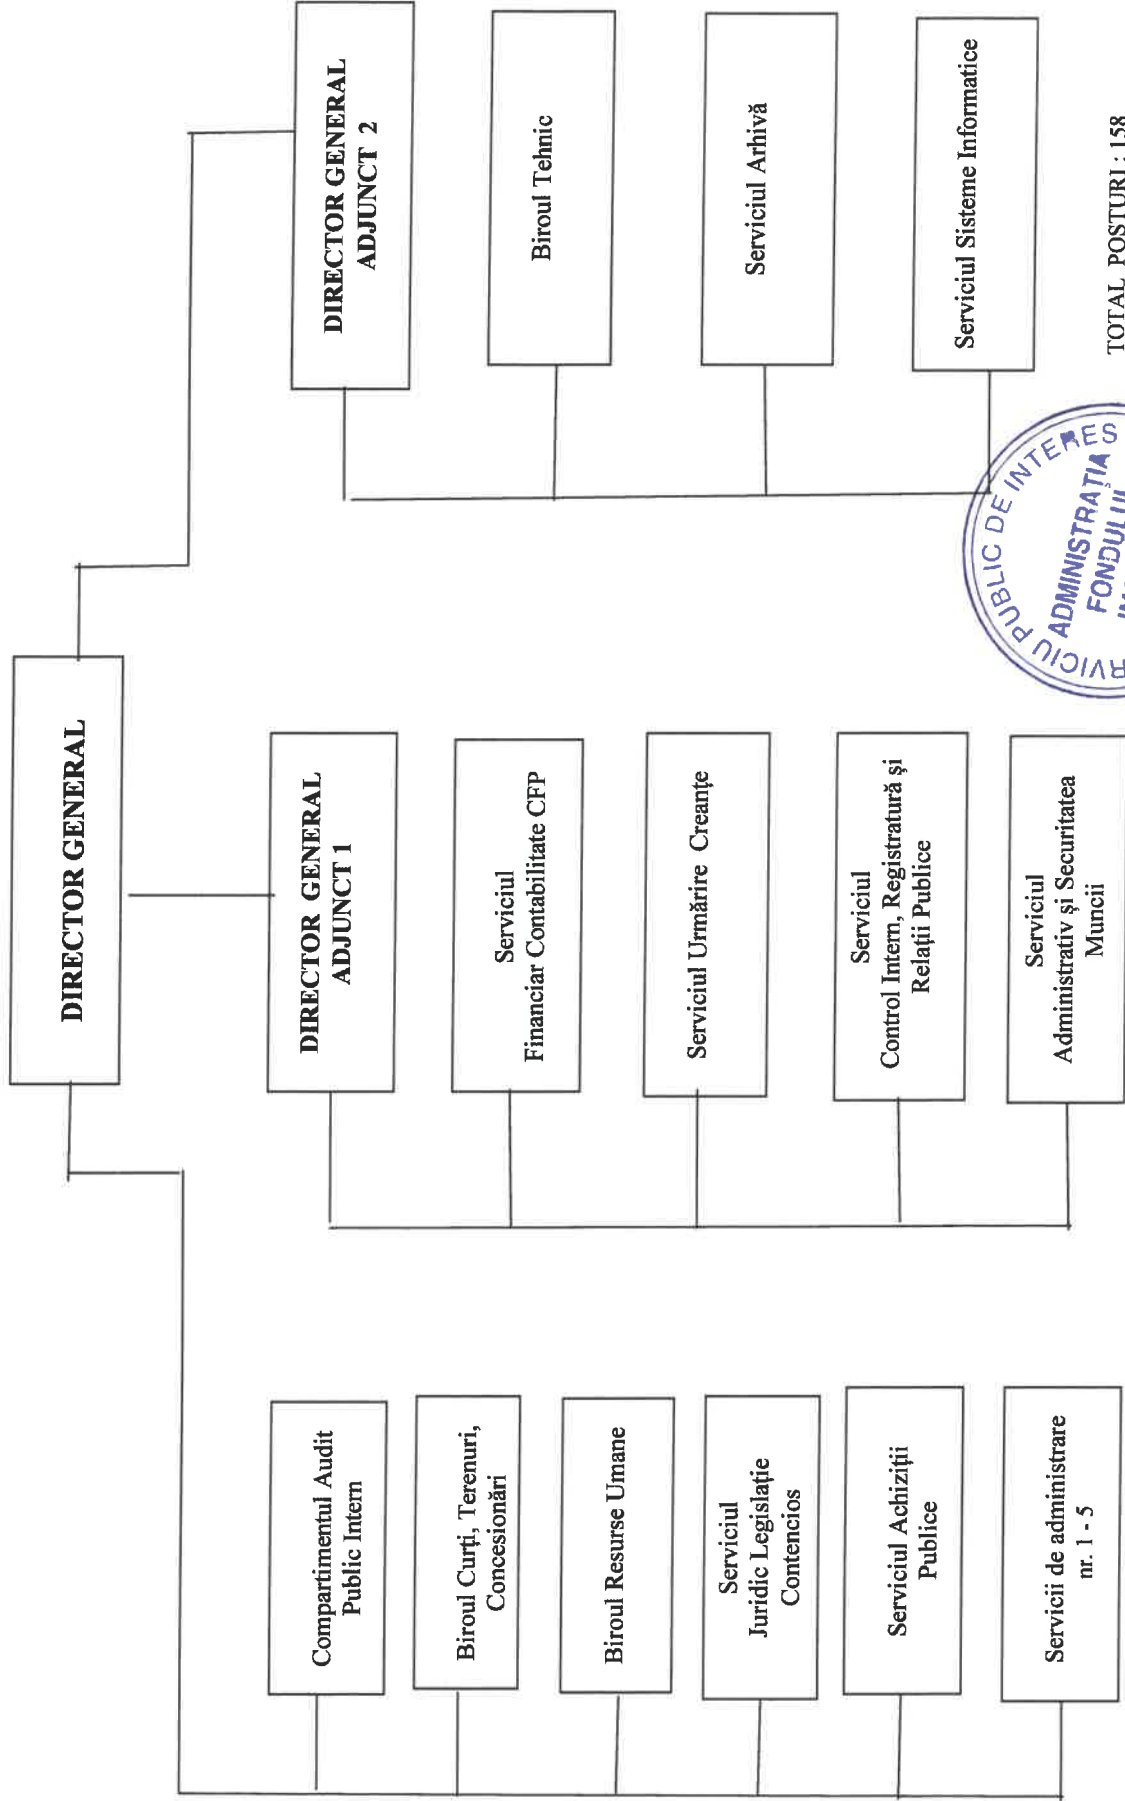 DIRECTOR GENERAL
Compartimentul Audit
Public Intern
Biroul Curți, Terenuri,
Concesionări
Biroul Resurse Umane
Serviciul
Juridic Legislație
Contencios
Serviciul Achiziții
Publice
Servicii de administrare
nr. 1 - 5
DIRECTOR GENERAL
ADJUNCT 1
Serviciul
Financiar Contabilitate CFP
Serviciul Urmărire Creanțe
Serviciul
Control Intern, Registratură și
Relații Publice
Serviciul
Administrativ și Securitatea
Muncii
DIRECTOR GENERAL
ADJUNCT 2
Biroul Tehnic
Serviciul Arhivă
Serviciul Sisteme Informatice
TOTAL POSTURI : 158
RVICIU PUBLIC DE INTERES
ADMINISTRAȚIA
FONDULUI